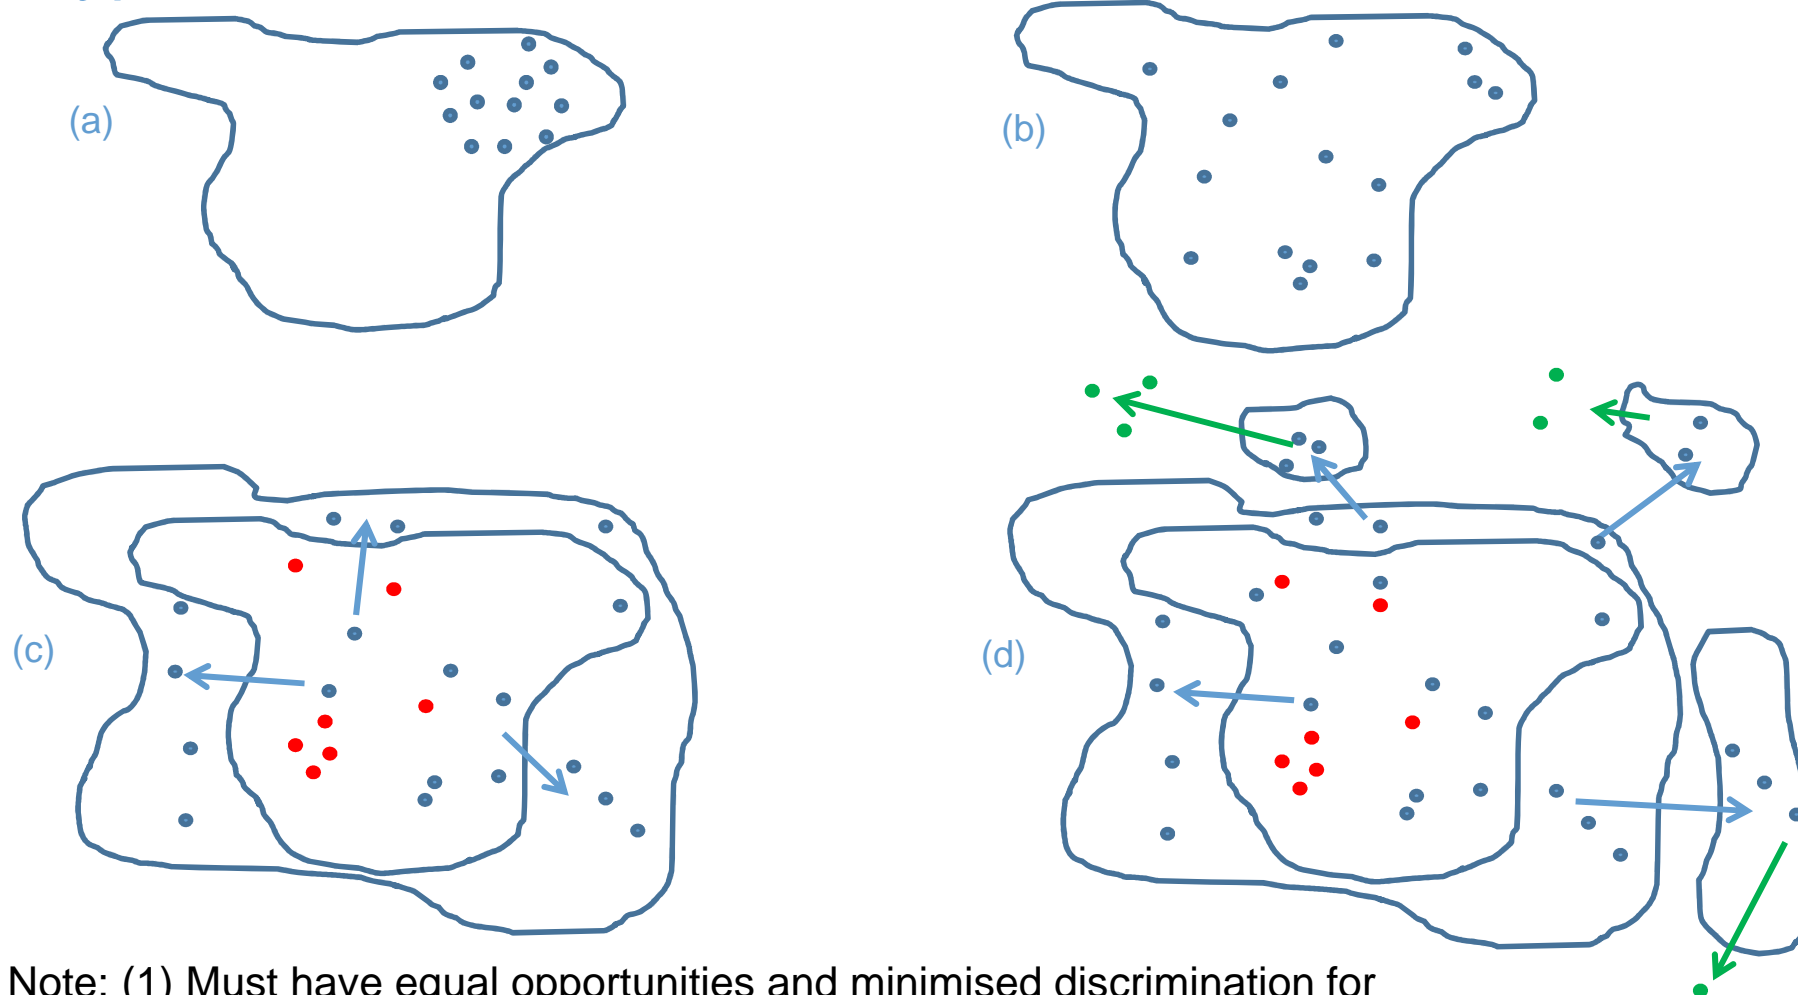 (a)
(b)
(c)
(d)
Note: (1) Must have equal opportunities and minimised discrimination for